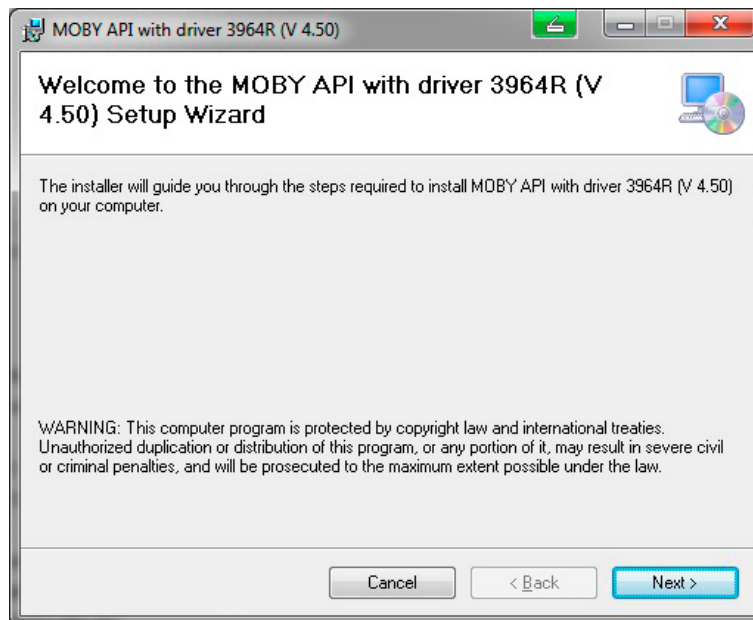 MOBY API with driver 3964R (V 4.50)
Welcome to the MOBY API with driver 3964R (V
4.50) Setup Wizard
The installer will guide you through the steps required to install MOBY API with driver 3964R (V 4.50)
on your computer.
WARNING: This computer program is protected by copyright law and international treaties.
Unauthorized duplication or distribution of this program, or any portion of it, may result in severe civil
or criminal penalties, and will be prosecuted to the maximum extent possible under the law.
Cancel
< Back
Next >